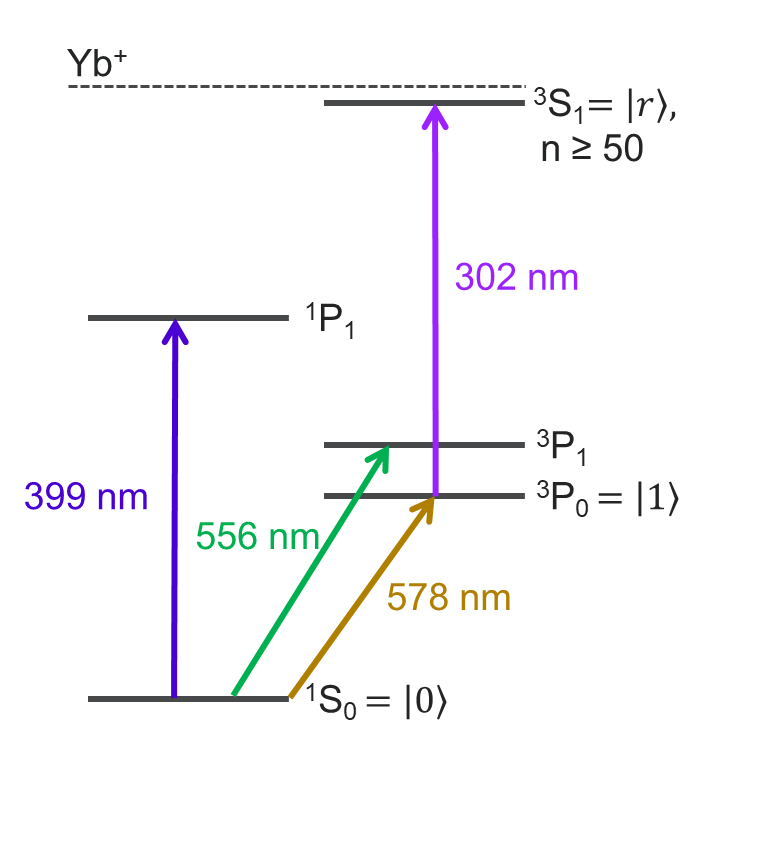 Yb⁺
³S₁= |r⟩,
n ≥ 50
302 nm
¹P₁
³P₁
399 nm
³P₀ = |1⟩
556 nm
578 nm
¹S₀ = |0⟩